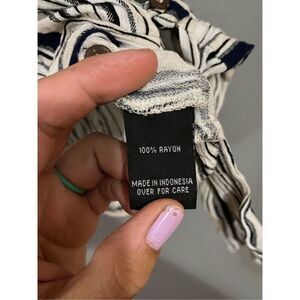 100% RAYON
MADE IN INDONESIA
OVER FOR CARE